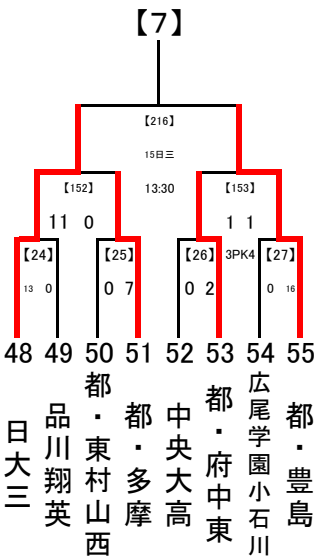 【7】
【216】
15日三
13:30
【152】
【153】
11 0
1 1
3PK4
【24】
【25】
【26】
【27】
13 0
0 7
0 2
0 16
48 49 50 51 52 53 54 55
日大三
品川翔英
都・東村山西
都・多摩
中央大高
都・府中東
広尾学園小石川
都・豊島